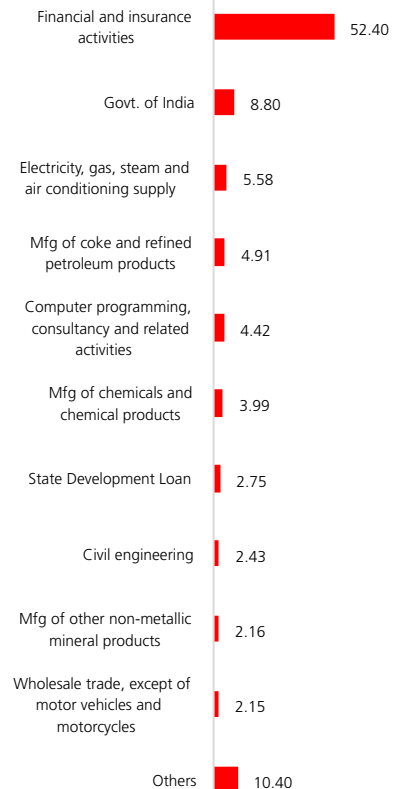 Financial and insurance
activities
52.40
Govt. of India
8.80
Electricity, gas, steam and
air conditioning supply
5.58
Mfg of coke and refined
petroleum products
4.91
Computer programming,
consultancy and related
activities
4.42
Mfg of chemicals and
chemical products
3.99
State Development Loan
2.75
Civil engineering
2.43
Mfg of other non-metallic
mineral products
2.16
Wholesale trade, except of
motor vehicles and
motorcycles
2.15
Others
10.40